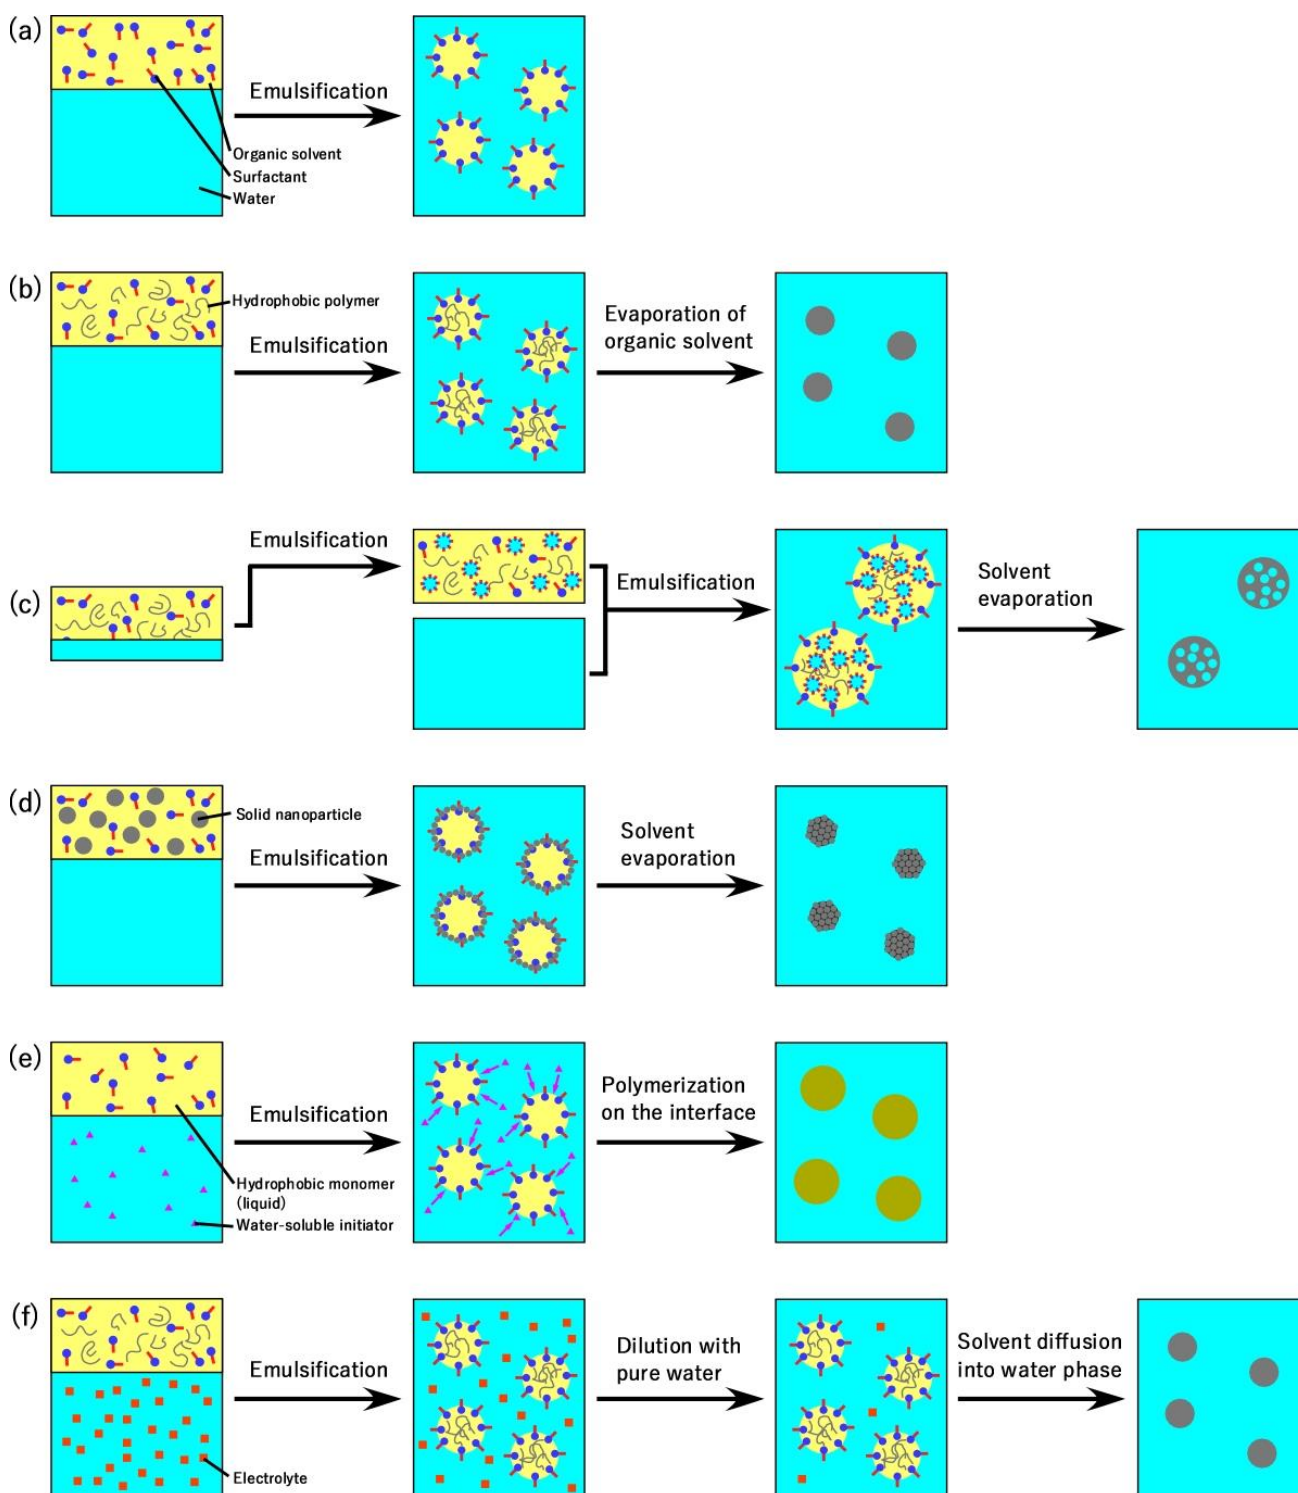 (a)
Emulsification
Organic solvent
Surfactant
Water
(b)
Hydrophobic polymer
Emulsification
Evaporation of
organic solvent
(c)
Emulsification
Emulsification
Solvent
evaporation
(d)
Solid nanoparticle
Emulsification
Solvent
evaporation
(e)
Emulsification
Hydrophobic monomer
(liquid)
Water-soluble initiator
Polymerization
on the interface
(f)
Emulsification
Electrolyte
Dilution with
pure water
Solvent diffusion
into water phase